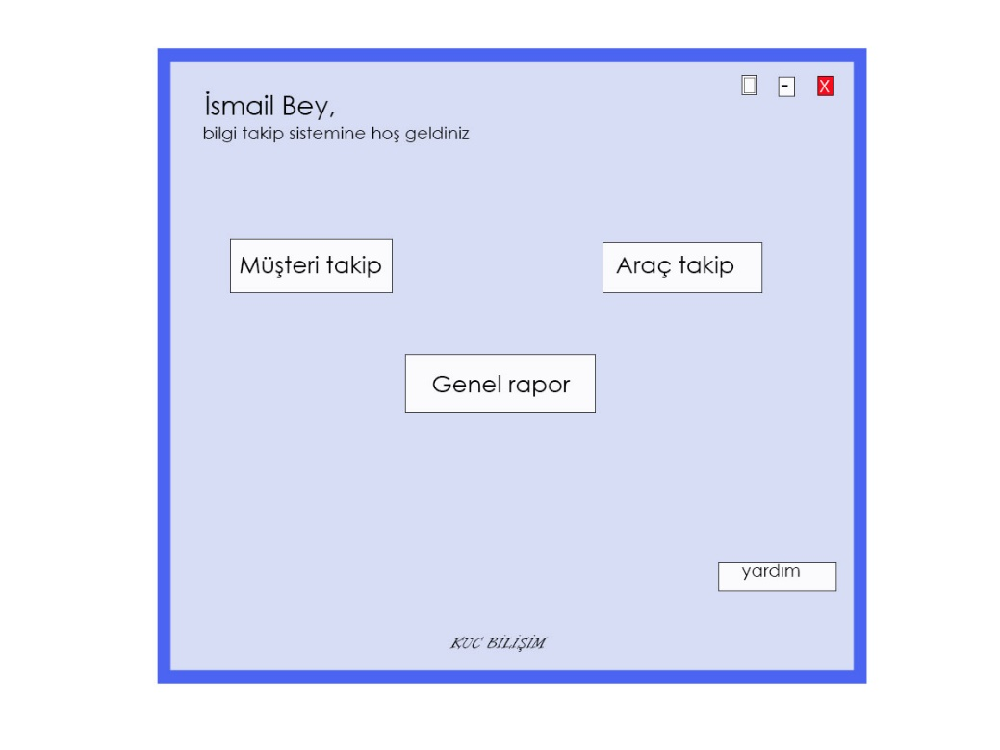 İsmail Bey,
bilgi takip sistemine hoş geldiniz
- X
Müşteri takip
Araç takip
Genel rapor
yardım
KUC BİLİŞİM